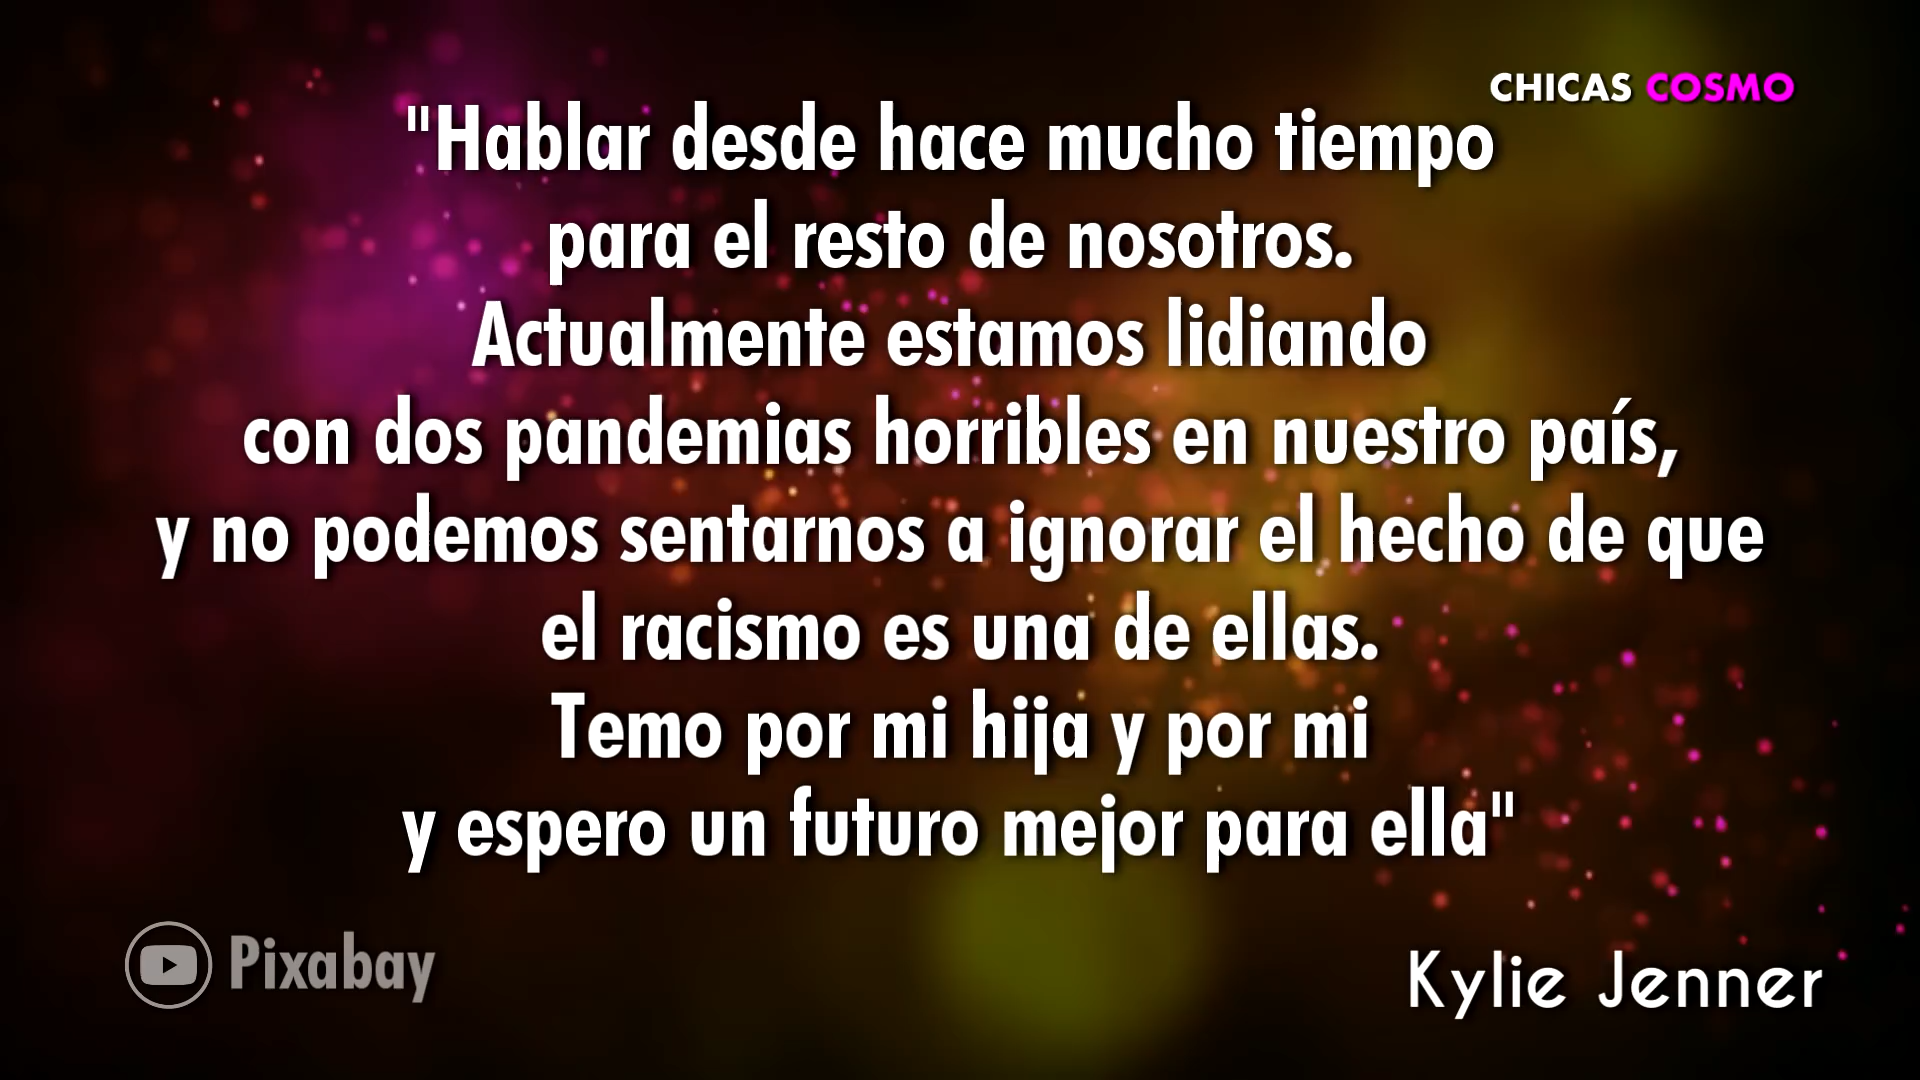 CHICAS COSMO
"Hablar desde hace mucho tiempo
para el resto de nosotros.
Actualmente estamos lidiando
con dos pandemias horribles en nuestro país,
y no podemos sentarnos a ignorar el hecho de que
el racismo es una de ellas.
Temo por mi hija y por mi
y espero un futuro mejor para ella"
Pixabay
Kylie Jenner